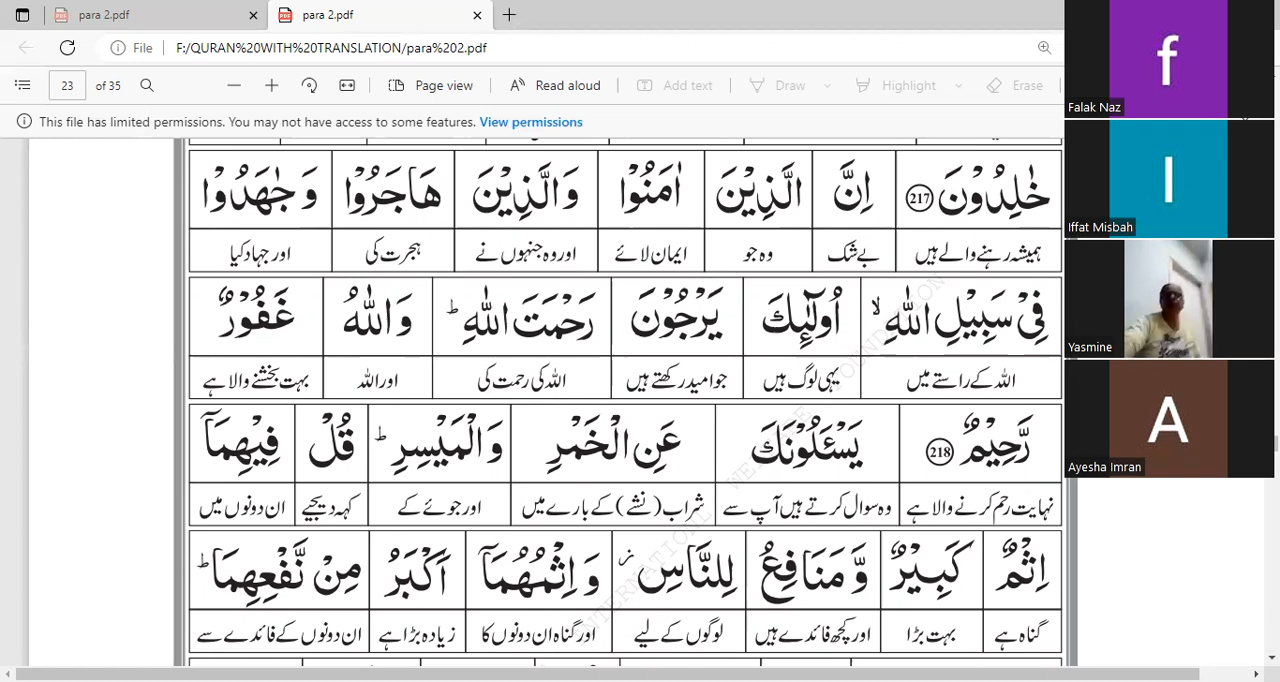 para 2.pdf
para 2.pdf
File F:/QURAN%20WITH%20TRANSLATION/para%202.pdf
23 of 35 Page view Read aloud Add text Draw Highlight Erase
This file has limited permissions. You may not have access to some features. View permissions
خٰلِدُوْنَ 217 اِنَّ الَّذِيْنَ اٰمَنُوْا وَالَّذِيْنَ هَاجَرُوْا وَجٰهَدُوْا
ہمیشہ رہنے والے ہیں بے شک وہ جو ایمان لائے اور وہ جنہوں نے ہجرت کی اور جہاد کیا
فِيْ سَبِيْلِ اللّٰهِ ۙ اُولٰٓئِكَ يَرْجُوْنَ رَحْمَتَ اللّٰهِ ؕ وَاللّٰهُ غَفُوْرٌ
اللہ کے راستے میں یہی لوگ ہیں جو امید رکھتے ہیں اللہ کی رحمت کی اور اللہ بہت بخشنے والا ہے
رَّحِيْمٌ 218 يَسْـَٔلُوْنَكَ عَنِ الْخَمْرِ وَالْمَيْسِرِ ؕ قُلْ فِيْهِمَآ
نہایت رحم کرنے والا ہے وہ سوال کرتے ہیں آپ سے شراب (نشے) کے بارے میں اور جوئے کے کہہ دیجیے ان دونوں میں
اِثْمٌ كَبِيْرٌ وَّمَنَافِعُ لِلنَّاسِ ؗ وَاِثْمُهُمَآ اَكْبَرُ مِنْ نَّفْعِهِمَا ؕ
گناہ ہے بہت بڑا اور کچھ فائدے ہیں لوگوں کے لیے اور گناہ ان دونوں کا زیادہ بڑا ہے ان دونوں کے فائدے سے
f
Falak Naz
I
Iffat Misbah
Yasmine
A
Ayesha Imran